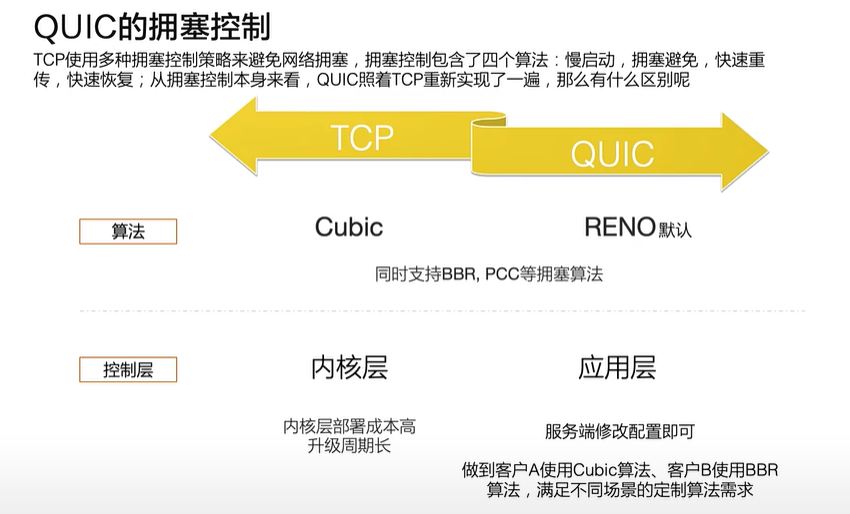 QUIC的拥塞控制
TCP使用多种拥塞控制策略来避免网络拥塞，拥塞控制包含了四个算法：慢启动，拥塞避免，快速重
传，快速恢复；从拥塞控制本身来看，QUIC照着TCP重新实现了一遍，那么有什么区别呢
TCP
QUIC
算法
Cubic
RENO默认
同时支持BBR, PCC等拥塞算法
控制层
内核层
应用层
内核层部署成本高
升级周期长
服务端修改配置即可
做到客户A使用Cubic算法、客户B使用BBR
算法，满足不同场景的定制算法需求